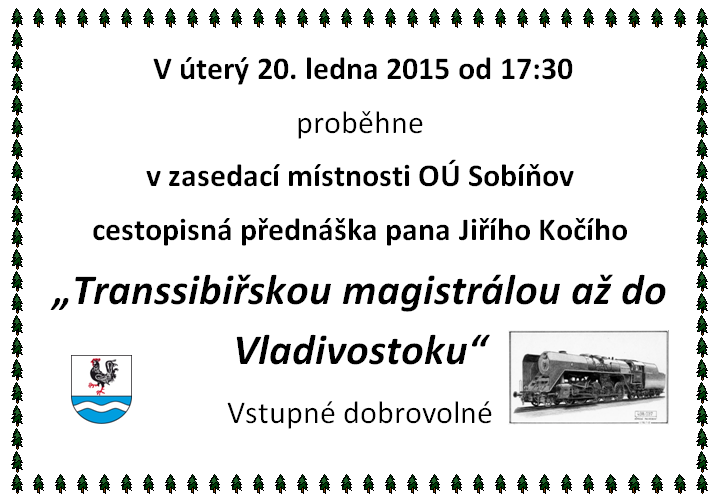 V úterý 20. ledna 2015 od 17:30
proběhne
v zasedací místnosti OÚ Sobíňov
cestopisná přednáška pana Jiřího Kočího
„Transsibiřskou magistrálou až do
Vladivostoku“
Vstupné dobrovolné